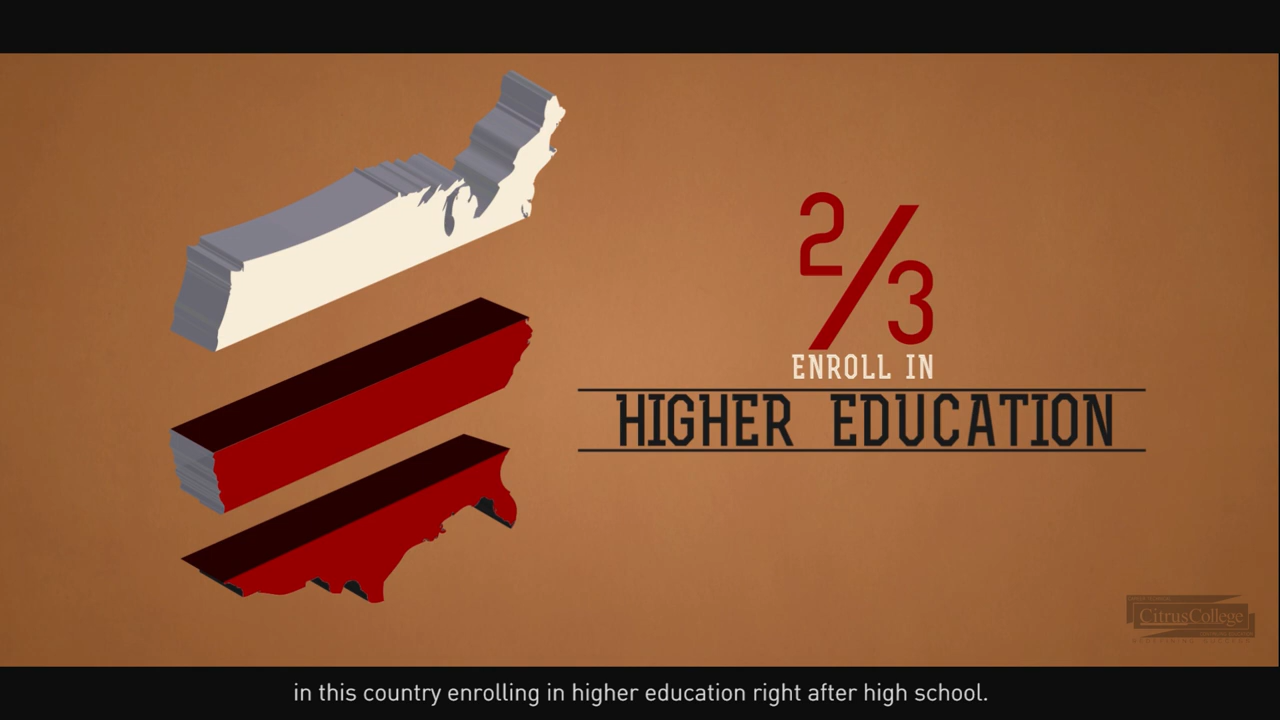 2/3
ENROLL IN
HIGHER EDUCATION
CitrusCollege
in this country enrolling in higher education right after high school.